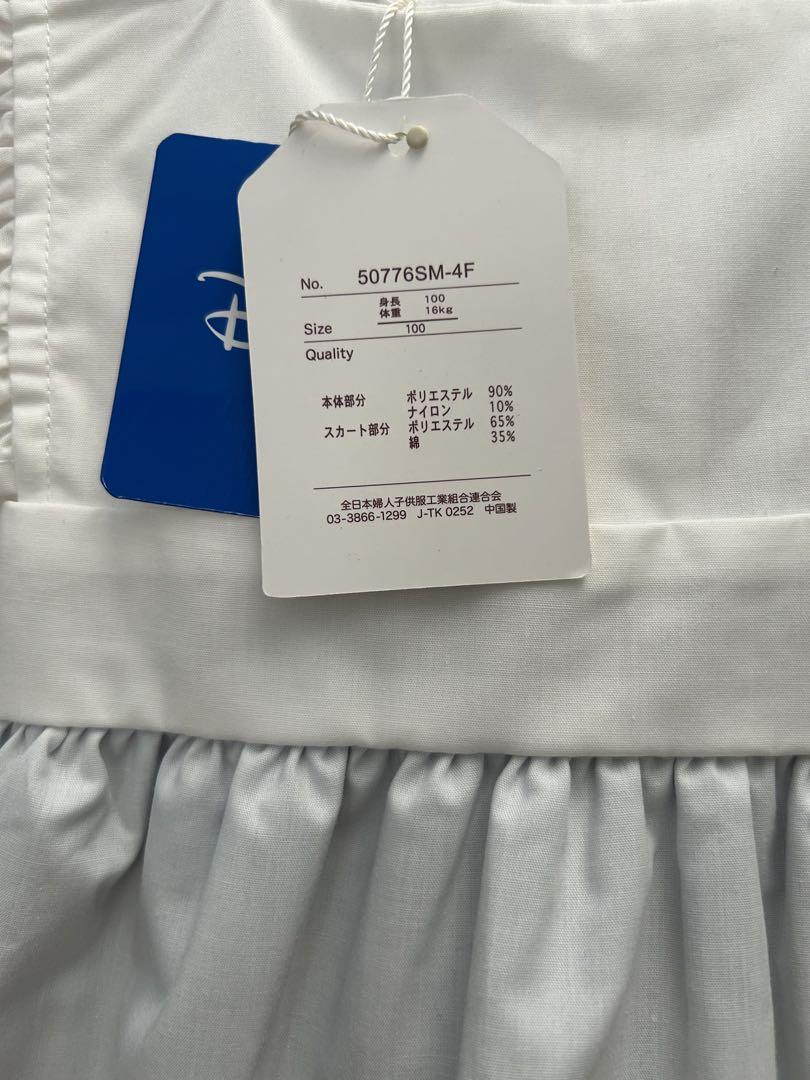 No. 50776SM-4F
身長 100
体重 16kg
Size 100
Quality
本体部分 ポリエステル 90%
ナイロン 10%
スカート部分 ポリエステル 65%
綿 35%
全日本婦人子供服工業組合連合会
03-3866-1299 J-TK 0252 中国製